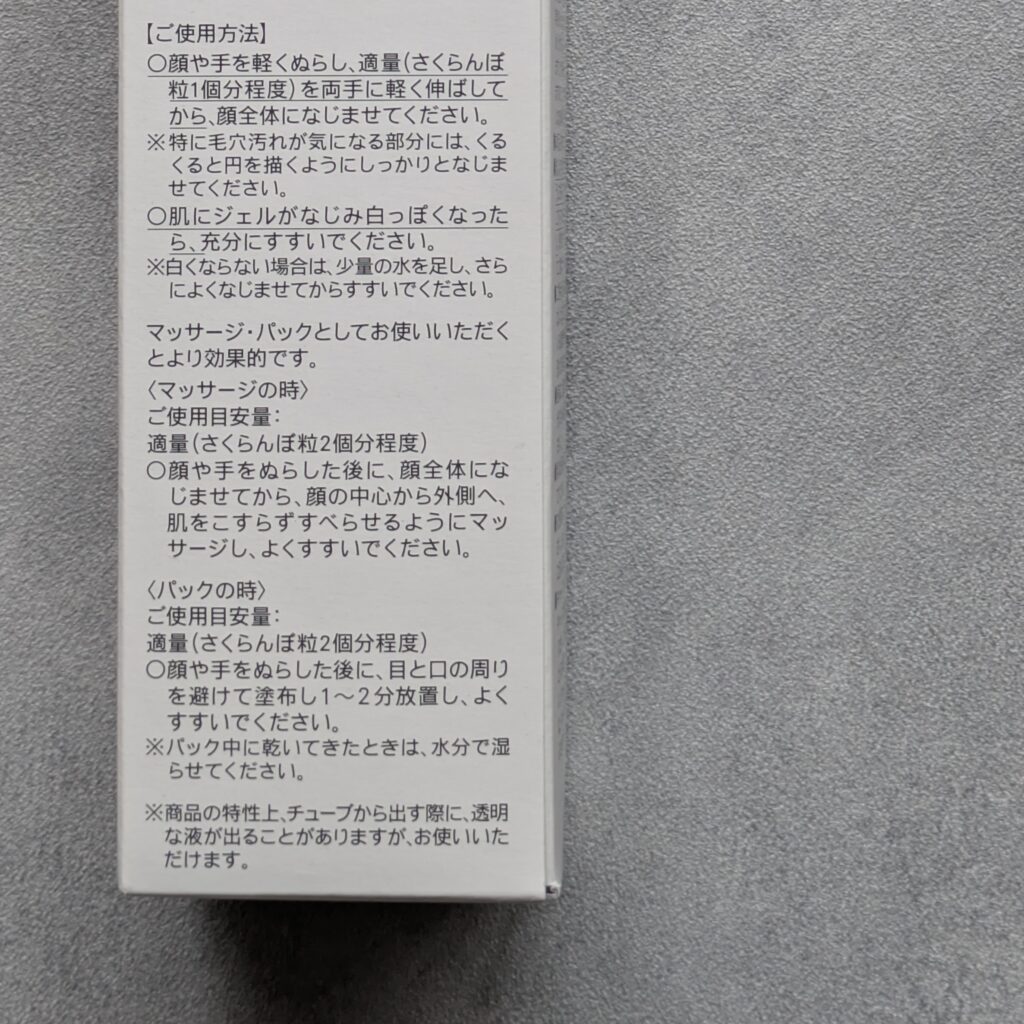 【ご使用方法】
○顔や手を軽くぬらし、適量(さくらんぼ
粒1個分程度)を両手に軽く伸ばして
から、顔全体になじませてください。
※特に毛穴汚れが気になる部分には、くる
くると円を描くようにしっかりとなじま
せてください。
○肌にジェルがなじみ白っぽくなった
ら、充分にすすいでください。
※白くならない場合は、少量の水を足し、さら
によくなじませてからすすいでください。
マッサージ・パックとしてお使いいただく
とより効果的です。
〈マッサージの時〉
ご使用目安量:
適量(さくらんぼ粒2個分程度)
○顔や手をぬらした後に、顔全体にな
じませてから、顔の中心から外側へ、
肌をこすらずすべらせるようにマッ
サージし、よくすすいでください。
〈パックの時〉
ご使用目安量:
適量(さくらんぼ粒2個分程度)
○顔や手をぬらした後に、目と口の周り
を避けて塗布し1〜2分放置し、よく
すすいでください。
※パック中に乾いてきたときは、水分で湿
らせてください。
※商品の特性上、チューブから出す際に、透明
な液が出ることがありますが、お使いいた
だけます。